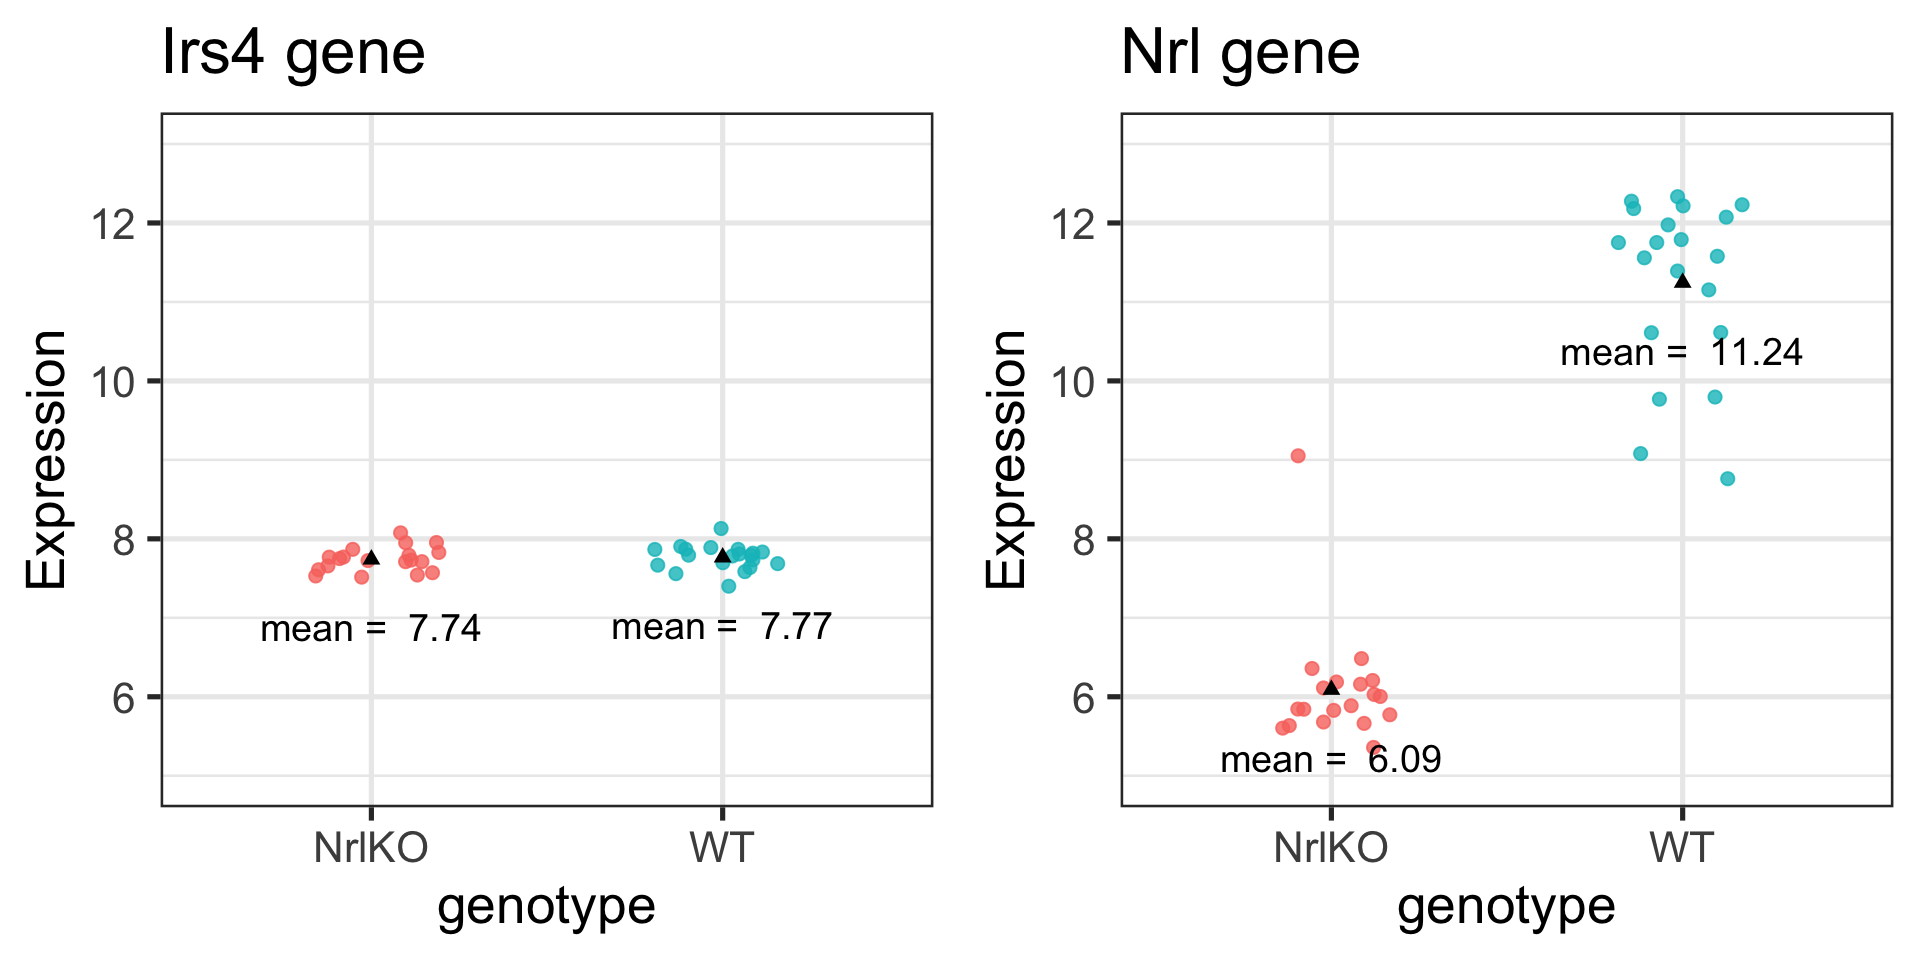 Irs4 gene
Expression
12
10
8
6
mean = 7.74
mean = 7.77
NrlKO
WT
genotype
Nrl gene
Expression
12
10
8
6
mean = 11.24
mean = 6.09
NrlKO
WT
genotype